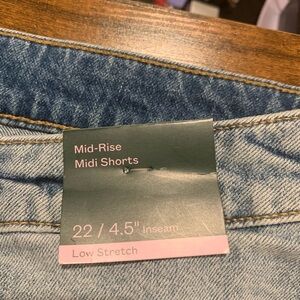 Mid-Rise
Midi Shorts
22 / 4.5" Inseam
Low Stretch